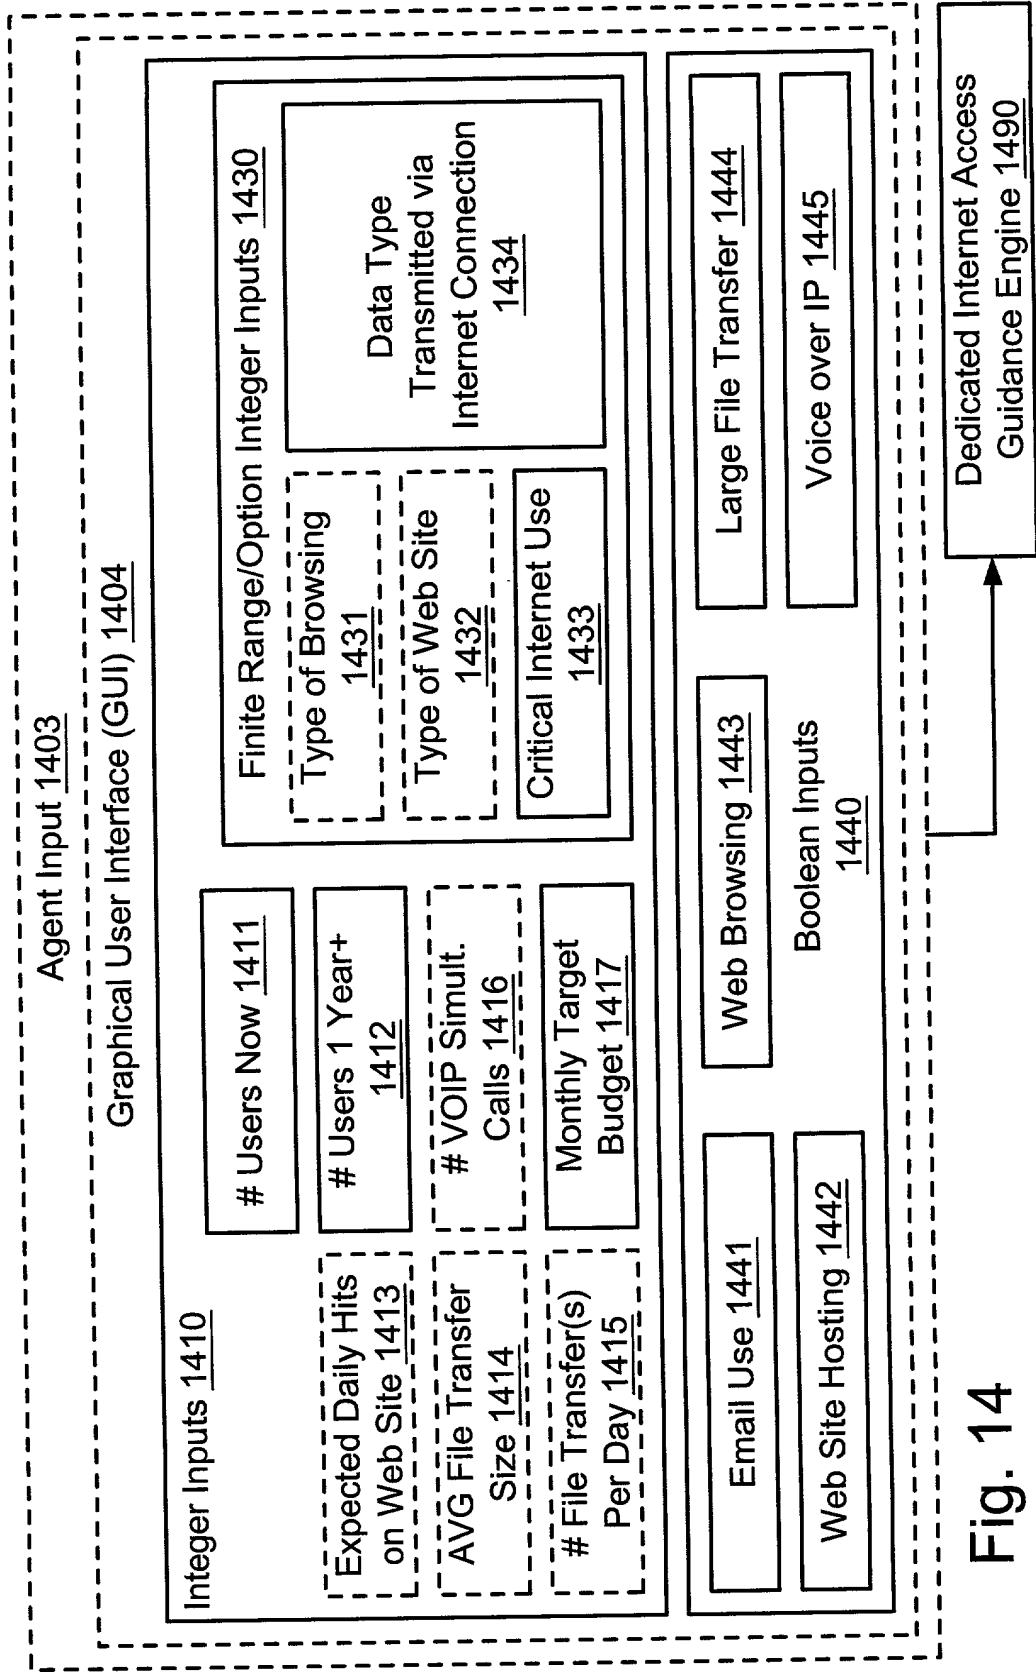 Agent Input 1403
Graphical User Interface (GUI) 1404
Integer Inputs 1410
# Users Now 1411
Expected Daily Hits
on Web Site 1413
# Users 1 Year+
1412
AVG File Transfer
Size 1414
# VOIP Simult.
Calls 1416
# File Transfer(s)
Per Day 1415
Monthly Target
Budget 1417
Finite Range/Option Integer Inputs 1430
Type of Browsing
1431
Type of Web Site
1432
Critical Internet Use
1433
Data Type
Transmitted via
Internet Connection
1434
Email Use 1441
Web Browsing 1443
Large File Transfer 1444
Web Site Hosting 1442
Boolean Inputs
1440
Voice over IP 1445
Dedicated Internet Access
Guidance Engine 1490
Fig. 14